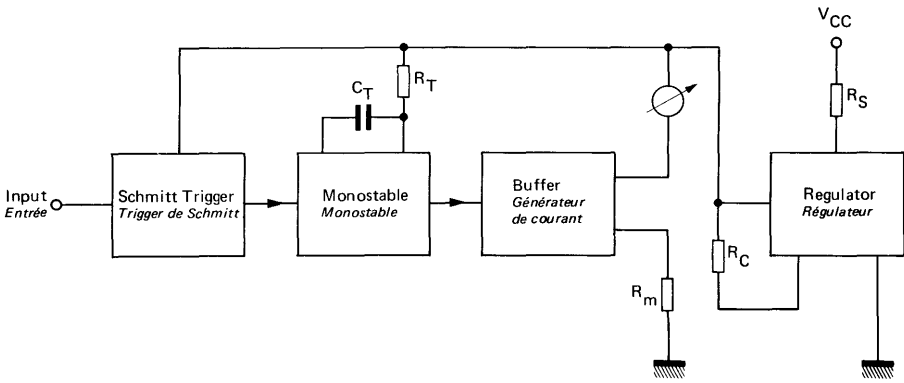 V_CC
R_T
C_T
R_S
Input
Entrée
Schmitt Trigger
Trigger de Schmitt
Monostable
Monostable
Buffer
Générateur
de courant
Regulator
Régulateur
R_C
R_m